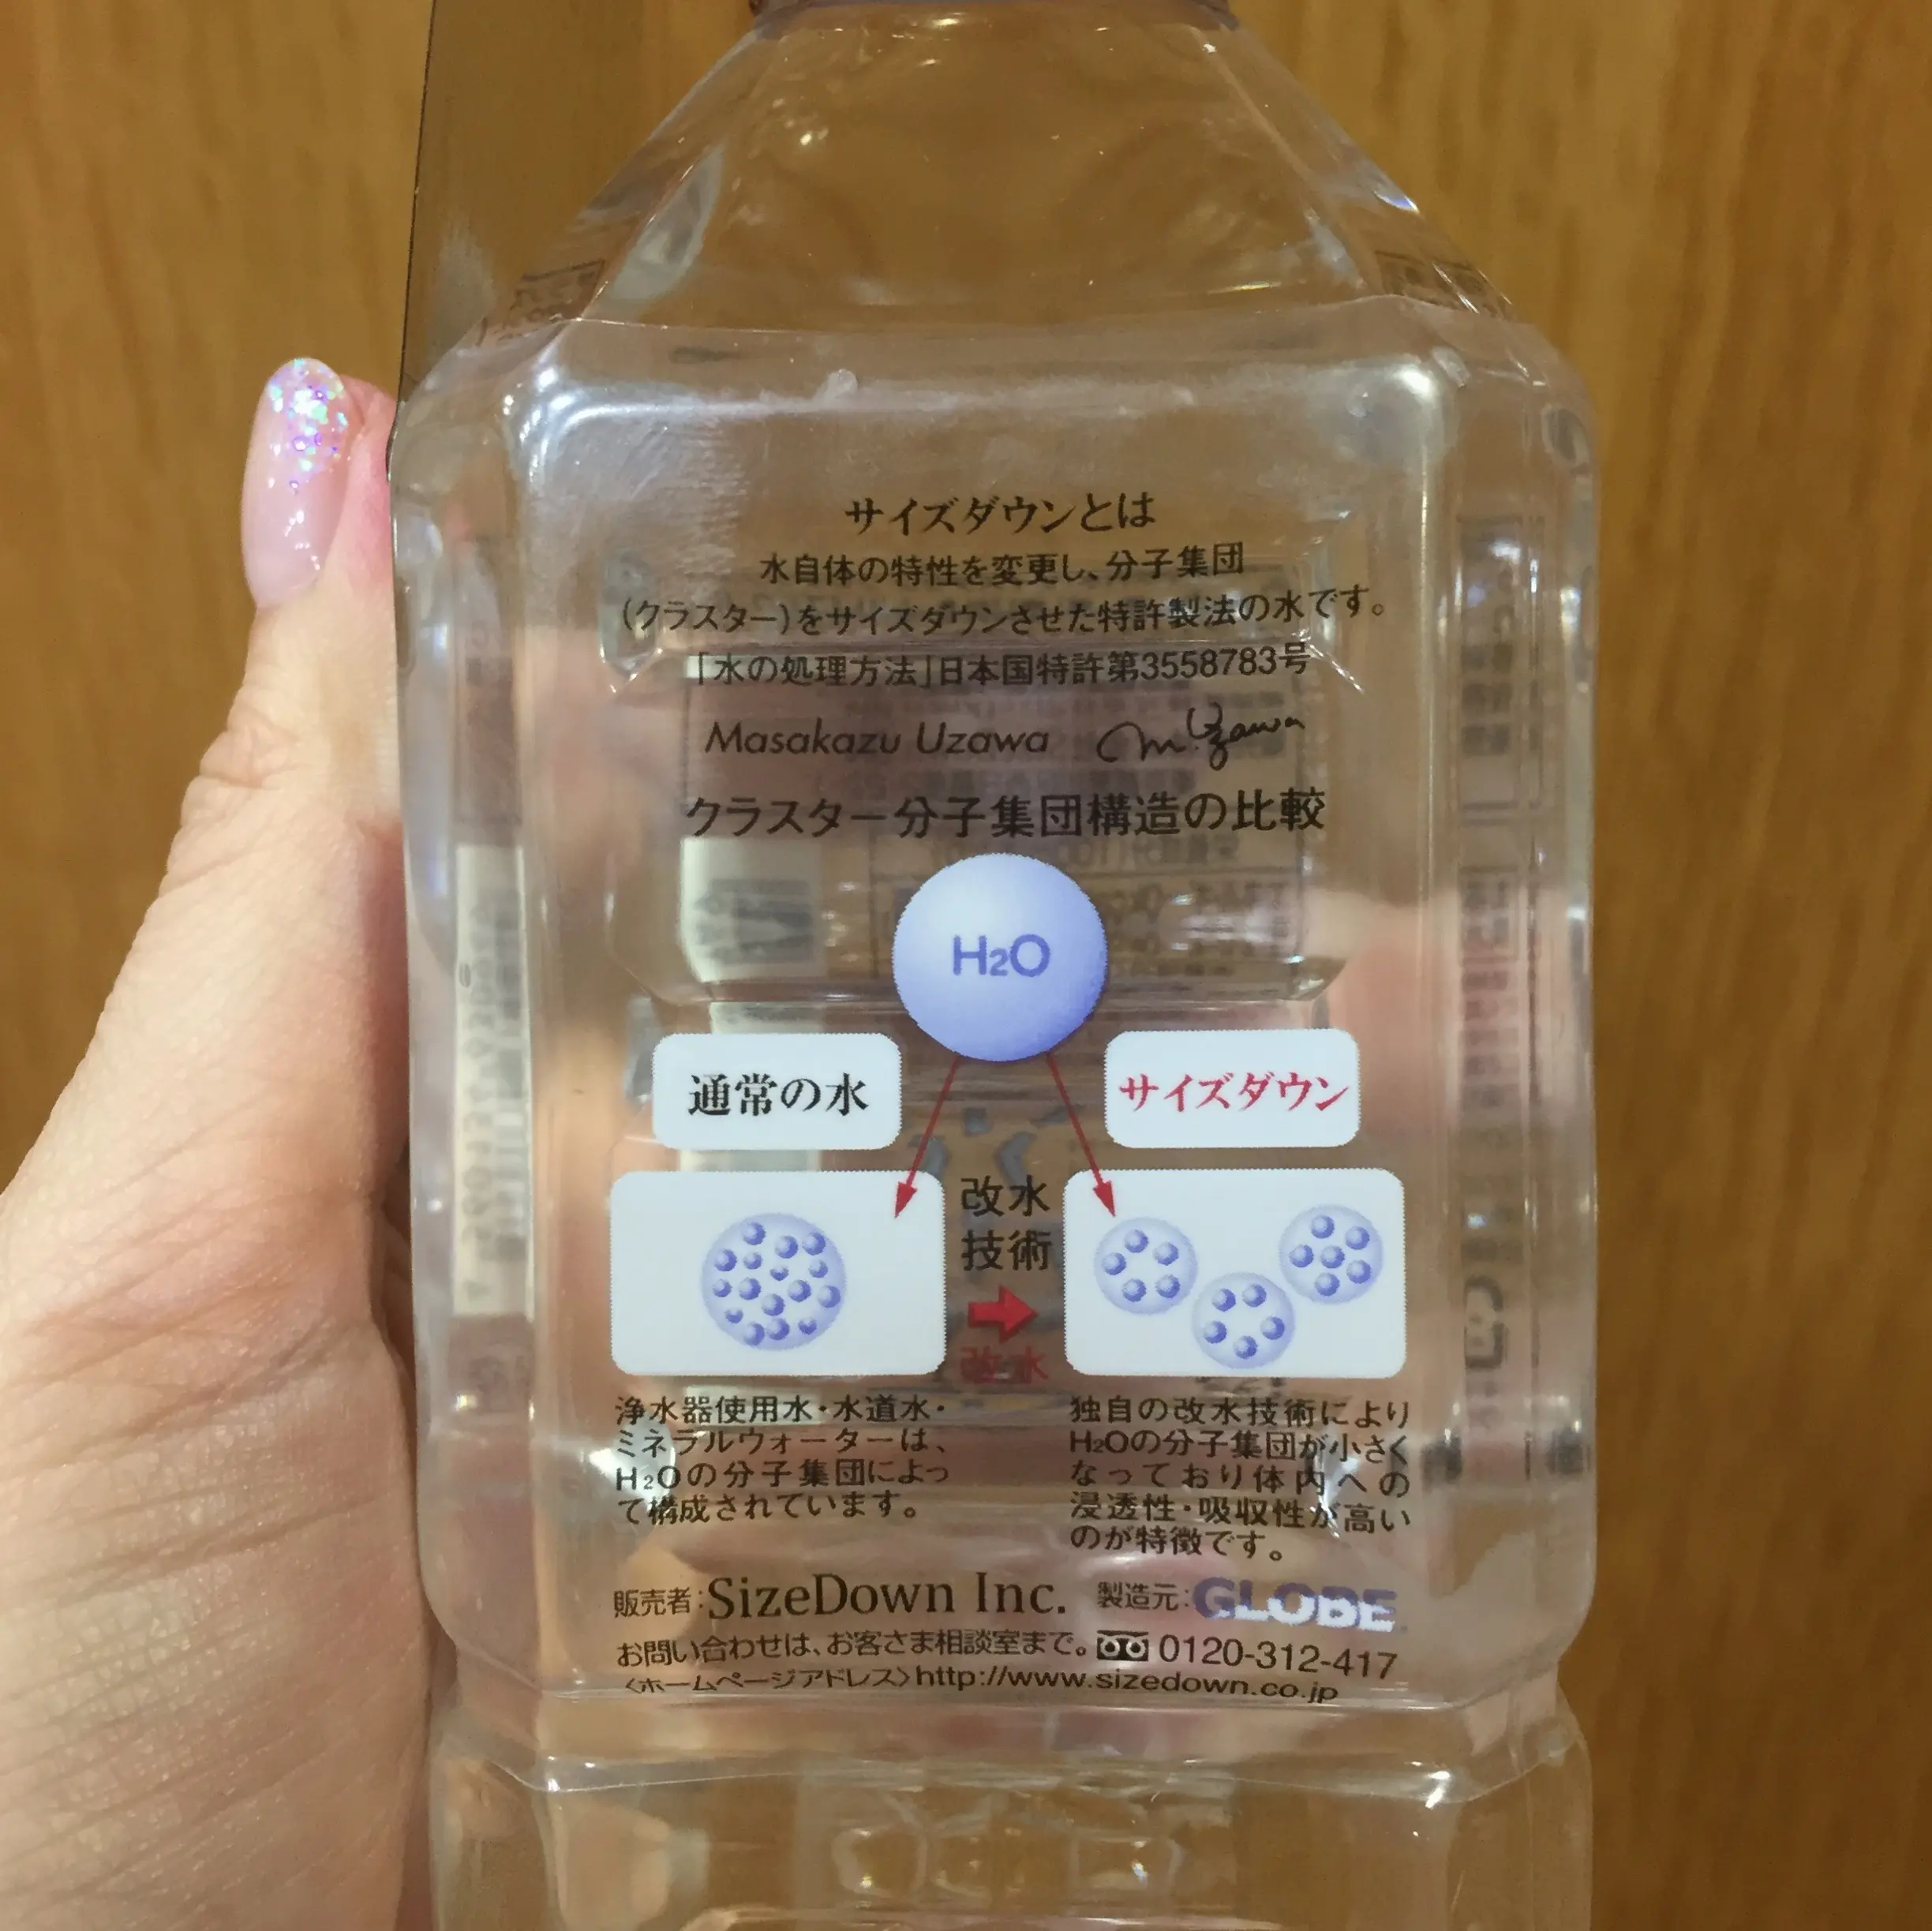 サイズダウンとは
水自体の特性を変更し、分子集団
(クラスター)をサイズダウンさせた特許製法の水です。
「水の処理方法」日本国特許第3558783号
Masakazu Uzawa M. Uzawa
クラスター分子集団構造の比較
H₂O
通常の水
サイズダウン
改水
技術
改水
浄水器使用水・水道水・
ミネラルウォーターは、
H₂Oの分子集団によっ
て構成されています。
独自の改水技術により
H₂Oの分子集団が小さく
なっており体内への
浸透性・吸収性が高い
のが特徴です。
販売者:SizeDown Inc. 製造元:GLOBE
お問い合わせは、お客さま相談室まで。0120-312-417
〈ホームページアドレス〉http://www.sizedown.co.jp